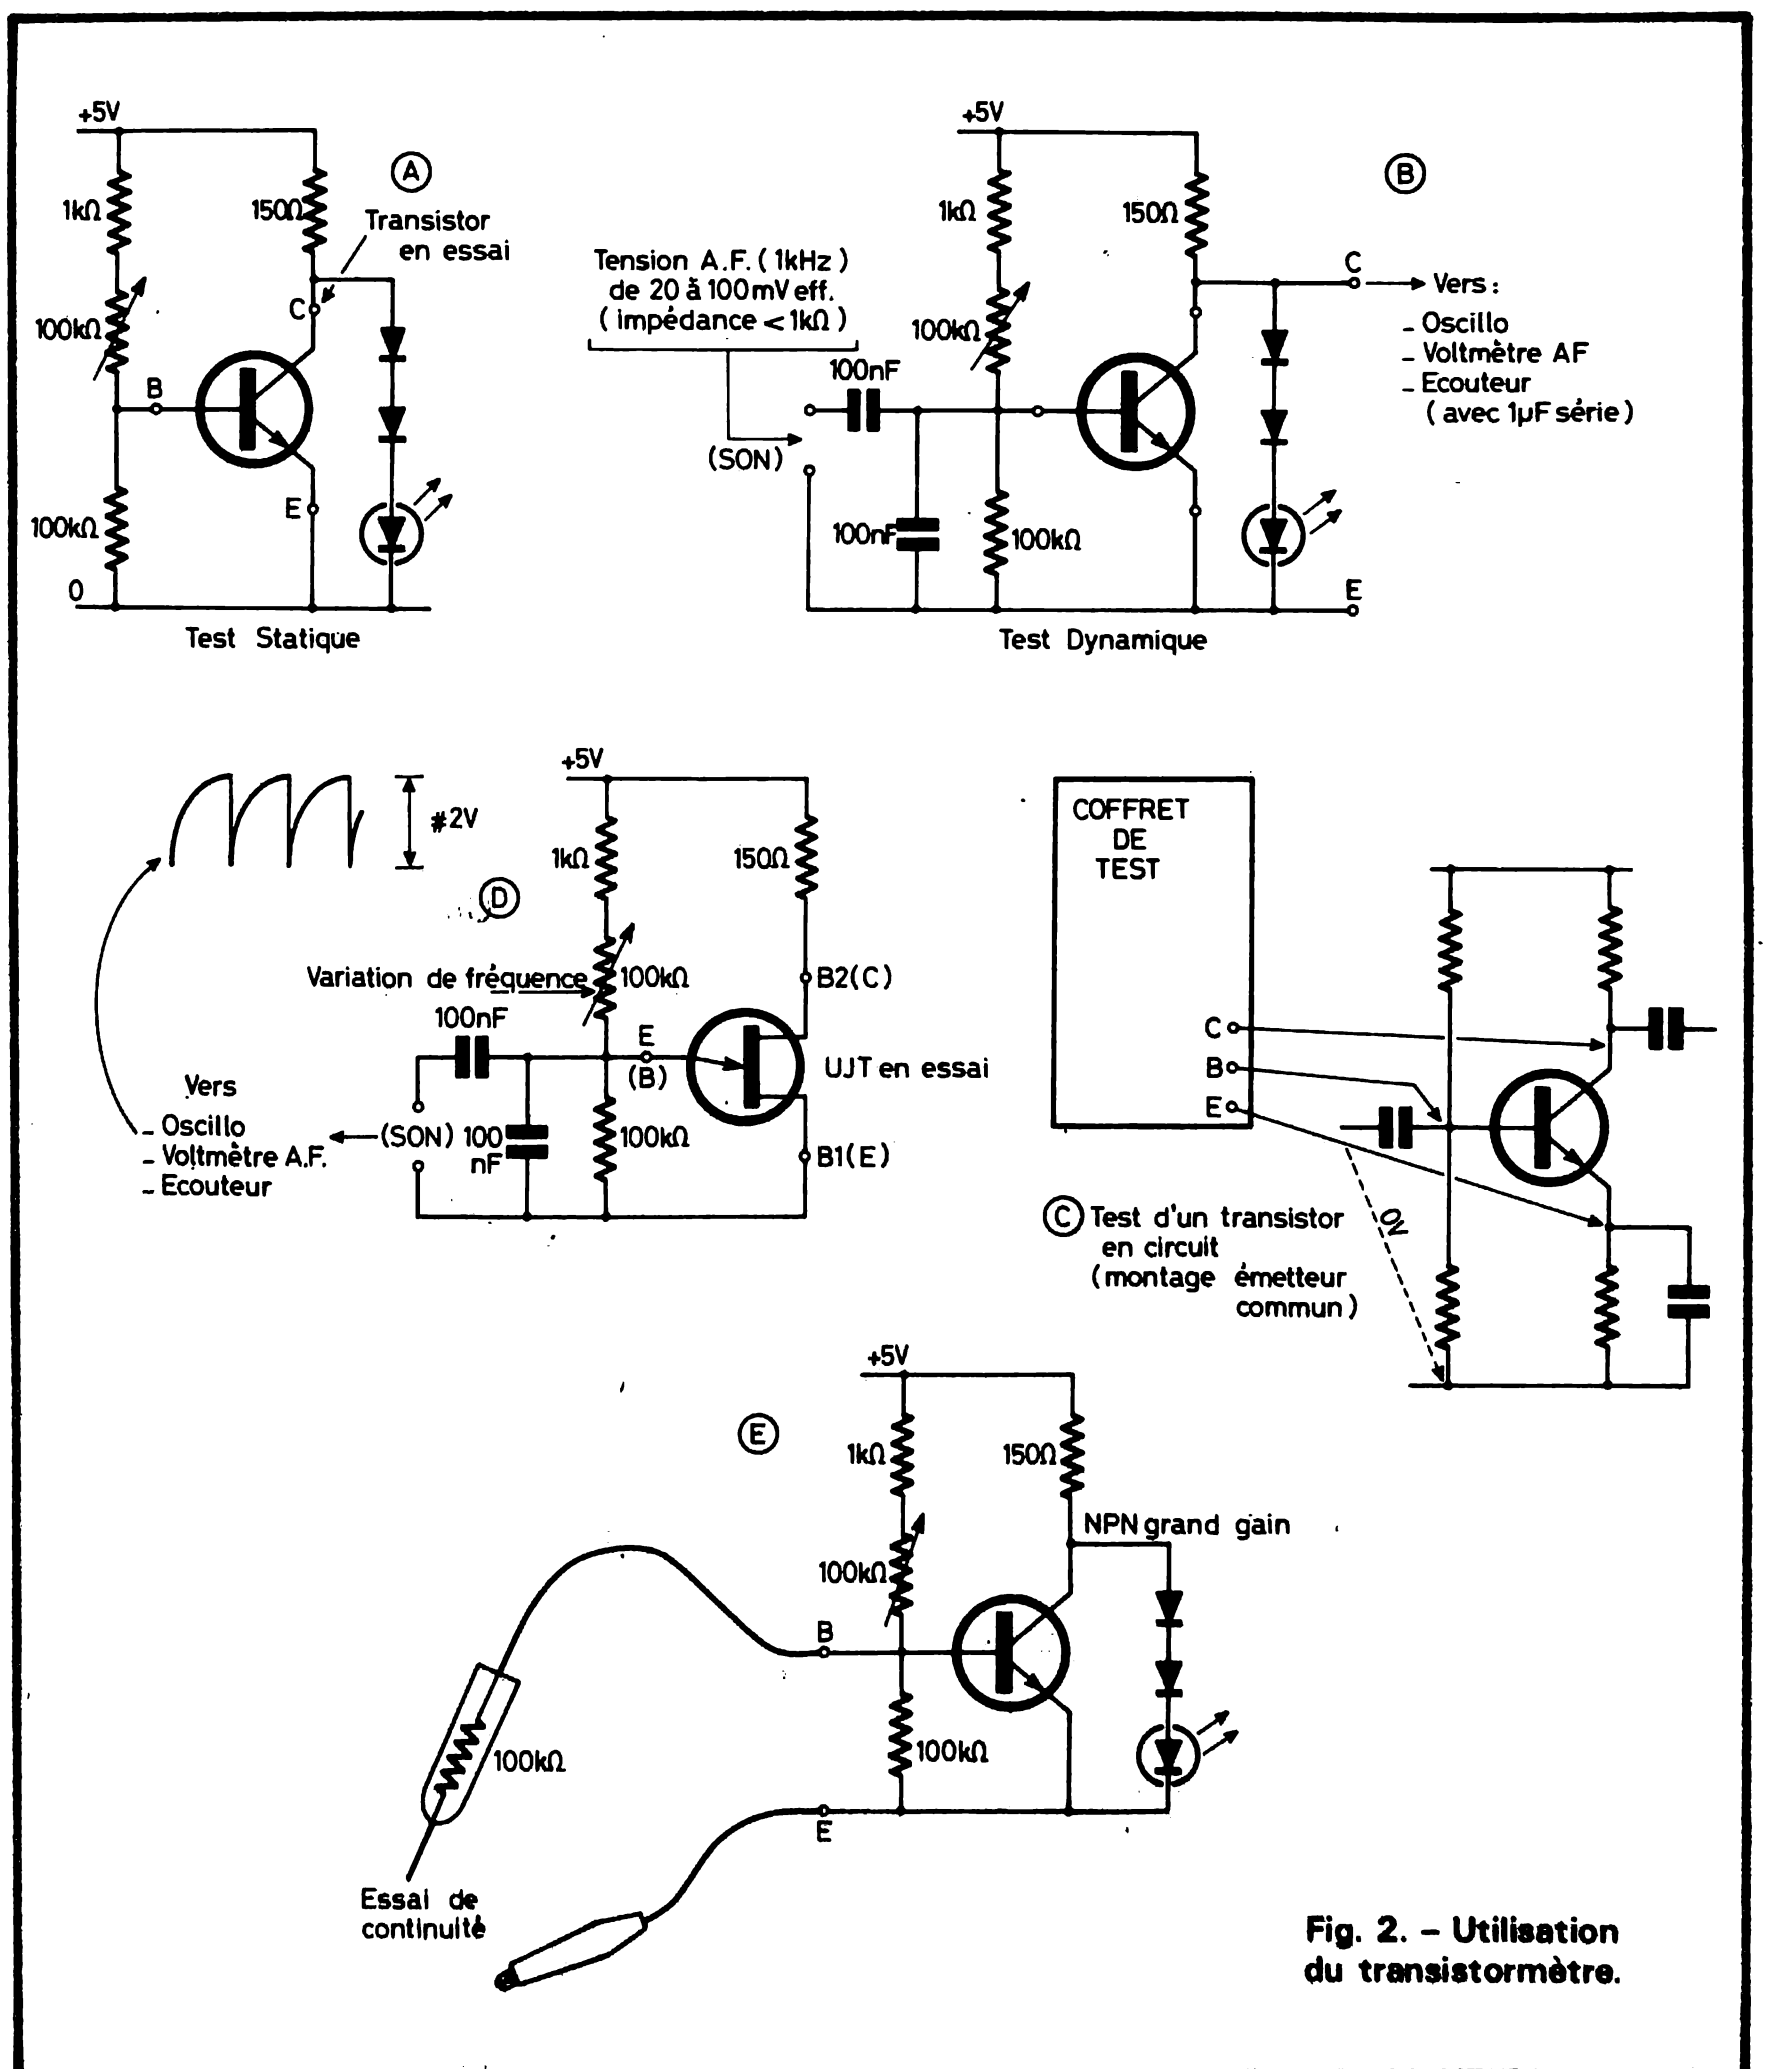 +5V
1kΩ
150Ω
A
Transistor
en essai
C
100kΩ
B
E
100kΩ
0
Test Statique
+5V
B
1kΩ
150Ω
Tension A.F. ( 1kHz )
de 20 à 100mV eff.
( impédance < 1kΩ )
C
Vers :
- Oscillo
- Voltmètre AF
- Ecouteur
( avec 1µF série )
100kΩ
100nF
(SON)
100nF
100kΩ
E
Test Dynamique
#2V
+5V
1kΩ
150Ω
D
Variation de fréquence
100kΩ
B2(C)
100nF
E
(B)
UJT en essai
Vers
- Oscillo
- Voltmètre A.F.
- Ecouteur
(SON)
100
nF
100kΩ
B1(E)
COFFRET
DE
TEST
C
B
E
0V
C Test d'un transistor
en circuit
( montage émetteur
commun )
+5V
E
1kΩ
150Ω
NPN grand gain
100kΩ
B
100kΩ
100kΩ
E
Essai de
continuité
Fig. 2. – Utilisation
du transistormètre.